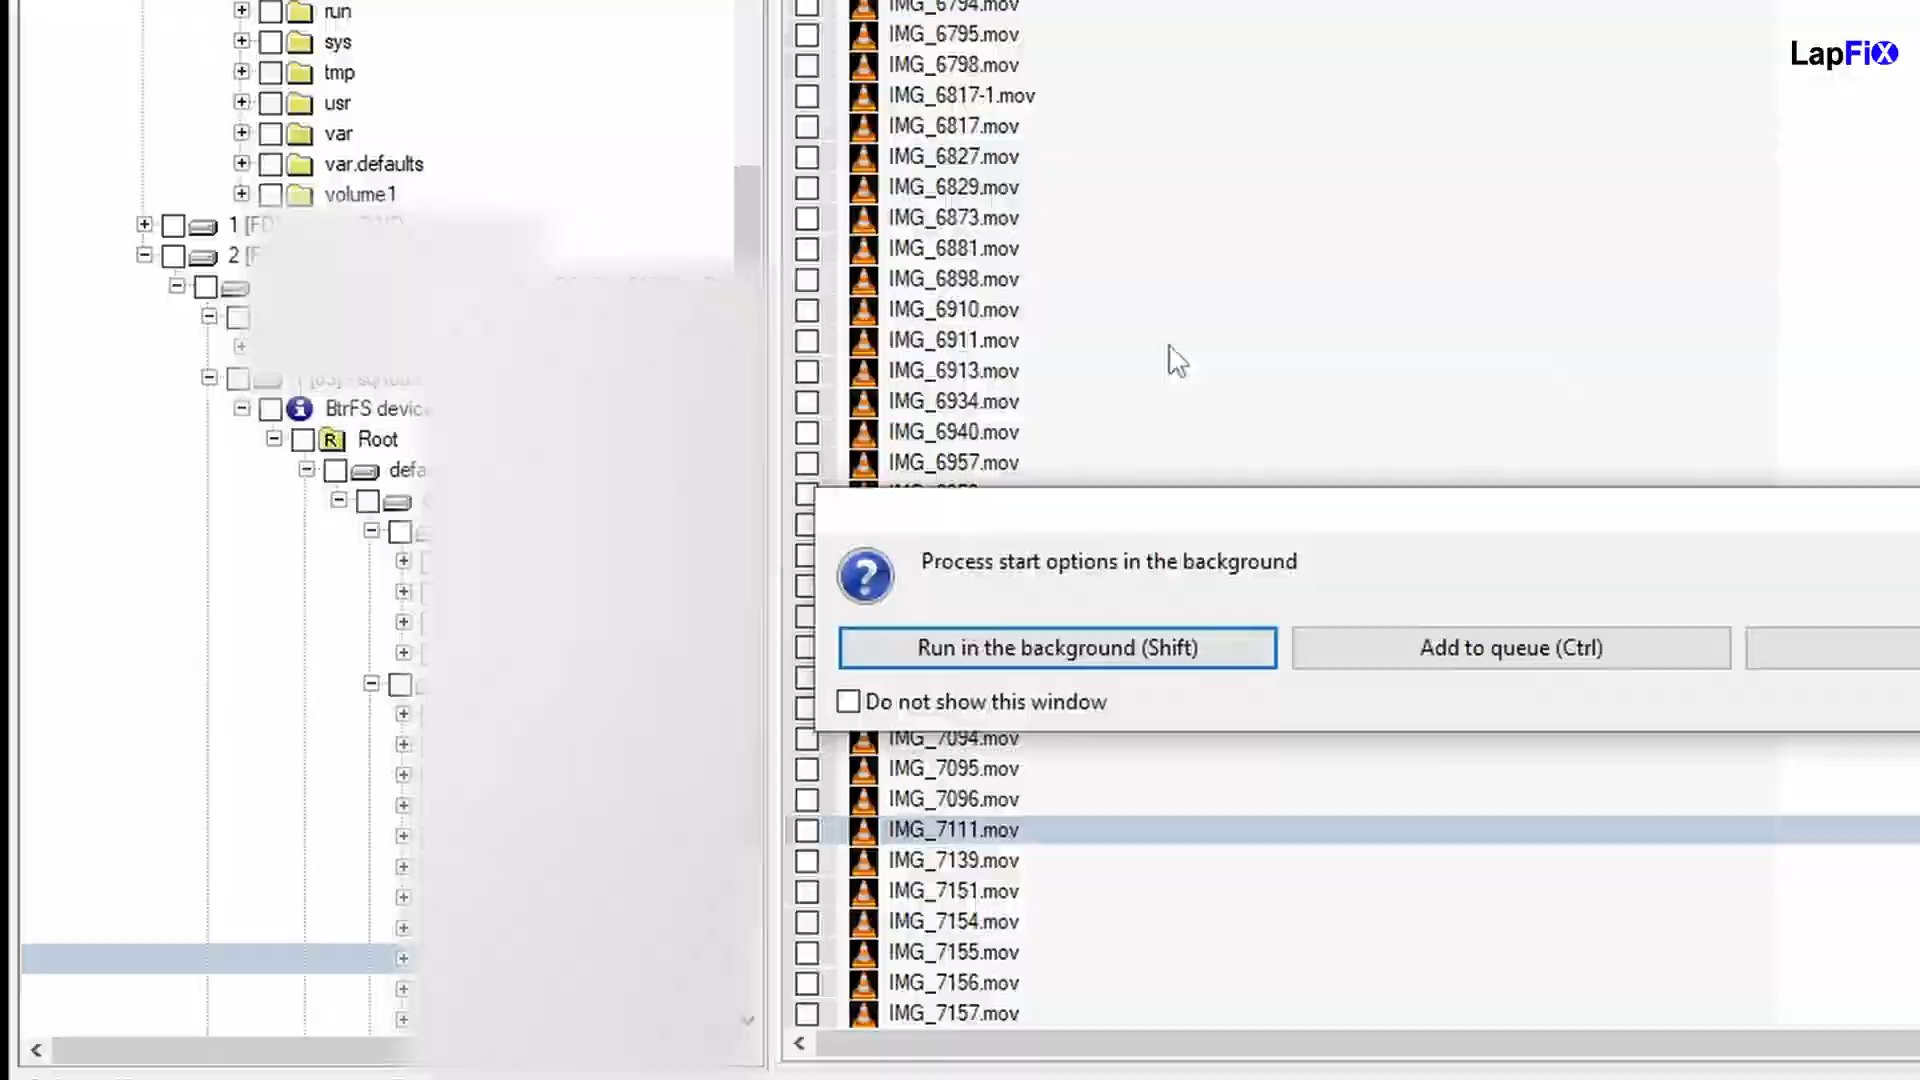 run
sys
tmp
usr
var
var.defaults
volume1
1
2
BtrFS devic
Root
defa
IMG_6794.mov
IMG_6795.mov
IMG_6798.mov
IMG_6817-1.mov
IMG_6817.mov
IMG_6827.mov
IMG_6829.mov
IMG_6873.mov
IMG_6881.mov
IMG_6898.mov
IMG_6910.mov
IMG_6911.mov
IMG_6913.mov
IMG_6934.mov
IMG_6940.mov
IMG_6957.mov
Process start options in the background
Run in the background (Shift)
Add to queue (Ctrl)
Do not show this window
IMG_7094.mov
IMG_7095.mov
IMG_7096.mov
IMG_7111.mov
IMG_7139.mov
IMG_7151.mov
IMG_7154.mov
IMG_7155.mov
IMG_7156.mov
IMG_7157.mov
LapFiX